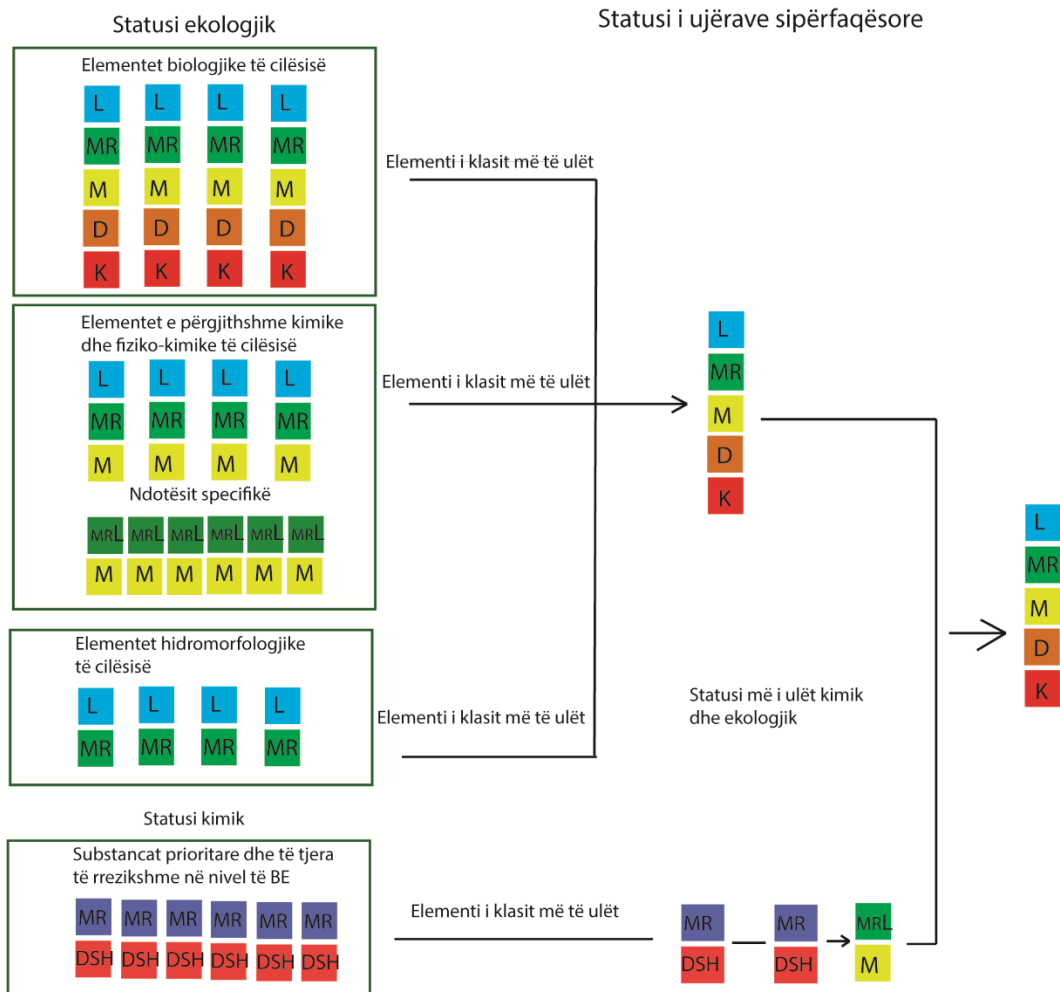 Statusi ekologjik
Statusi i ujërave sipërfaqësore
Elementet biologjike të cilësisë
L L L L
MR MR MR MR
M M M M
D D D D
K K K K
Elementi i klasit më të ulët
Elementet e përgjithshme kimike
dhe fiziko-kimike të cilësisë
L L L L
MR MR MR MR
M M M M
Ndotësit specifikë
MRL MRL MRL MRL MRL MRL
M M M M M M
Elementi i klasit më të ulët
L
MR
M
D
K
Elementet hidromorfologjike
të cilësisë
L L L L
MR MR MR MR
Elementi i klasit më të ulët
Statusi më i ulët kimik
dhe ekologjik
L
MR
M
D
K
Statusi kimik
Substancat prioritare dhe të tjera
të rrezikshme në nivel të BE
MR MR MR MR MR MR
DSH DSH DSH DSH DSH DSH
Elementi i klasit më të ulët
MR MR MRL
DSH DSH M